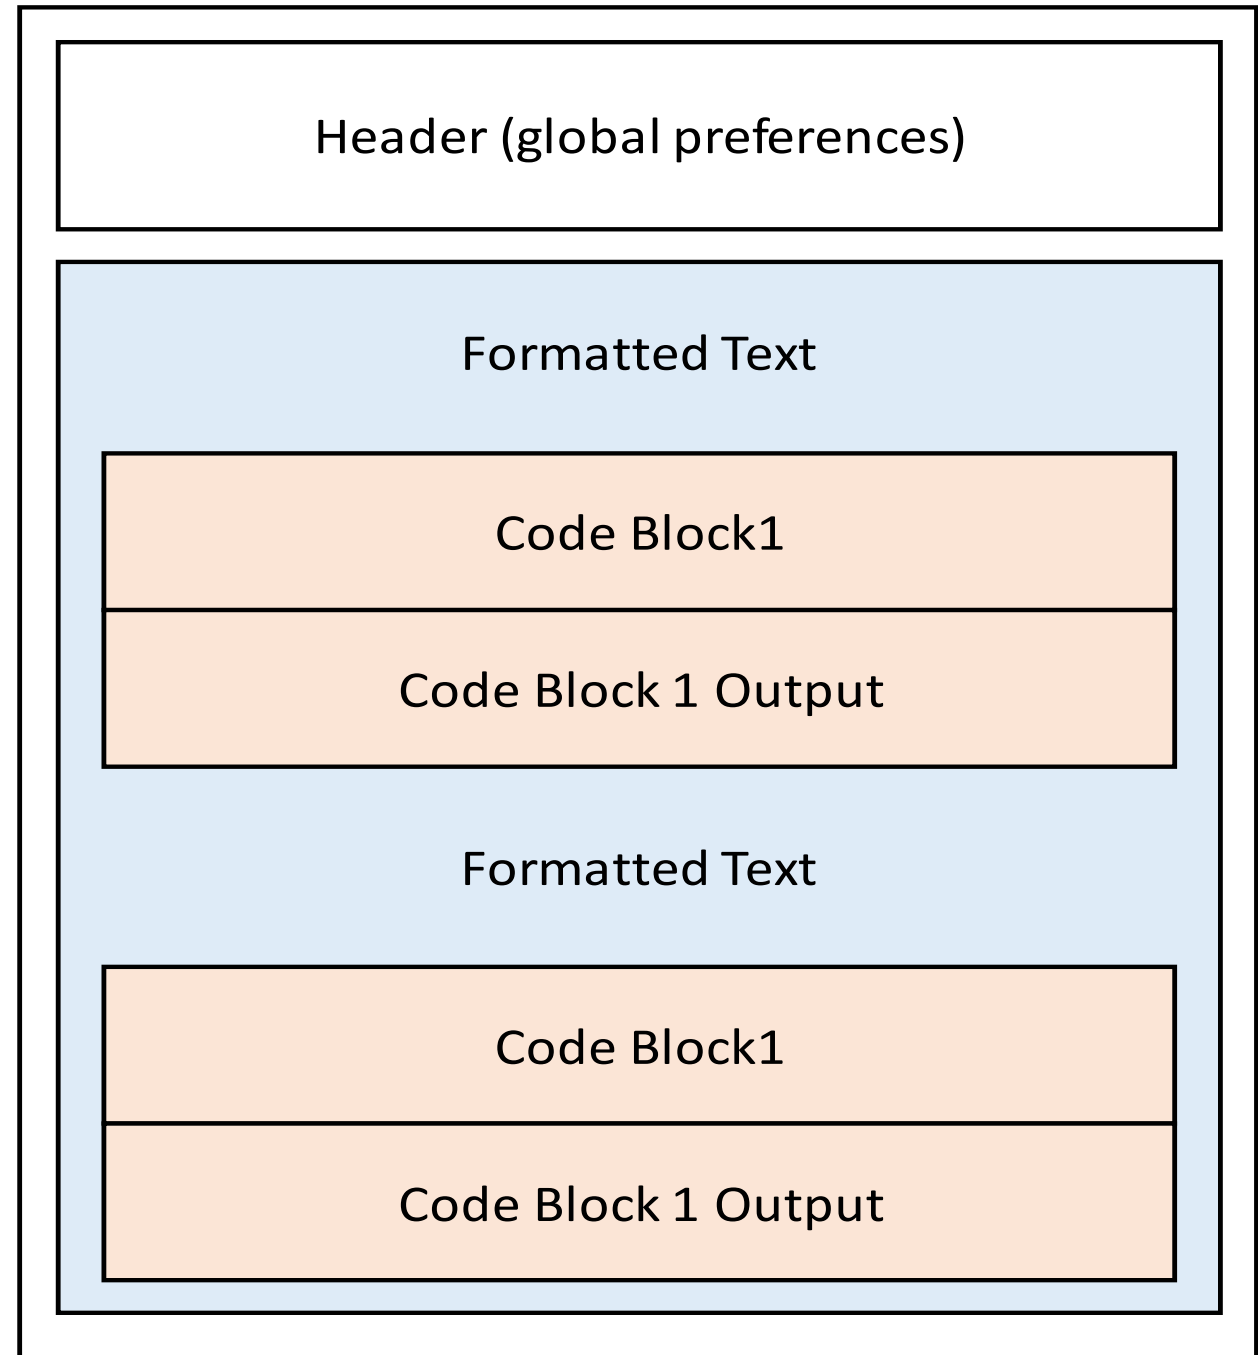 Header (global preferences)
Formatted Text
Code Block1
Code Block 1 Output
Formatted Text
Code Block1
Code Block 1 Output